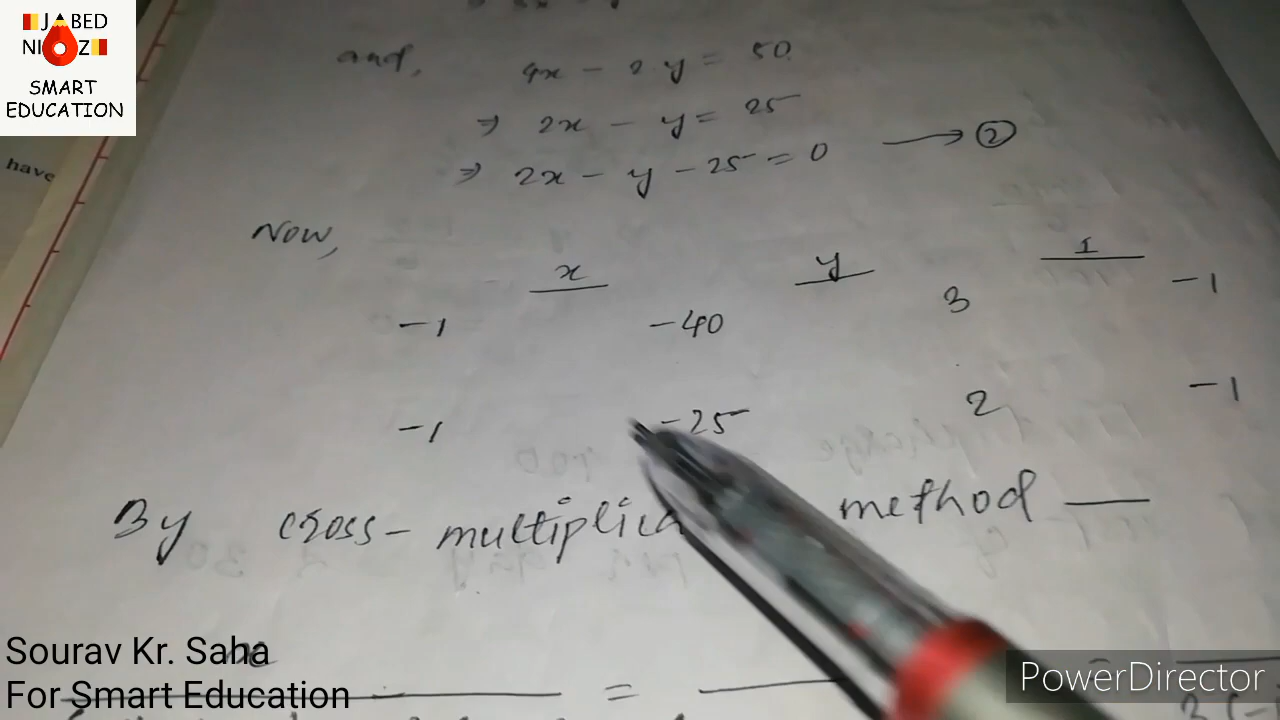 JABED
NIOZ
SMART
EDUCATION
have
and, 4x - 2y = 50
⇒ 2x - y = 25
⇒ 2x - y - 25 = 0 → ②
Now,
x y 1
-1 -40 3 -1
-1 -25 2 -1
By cross-multiplica method —
x
= =
Sourav Kr. Saha
For Smart Education
PowerDirector